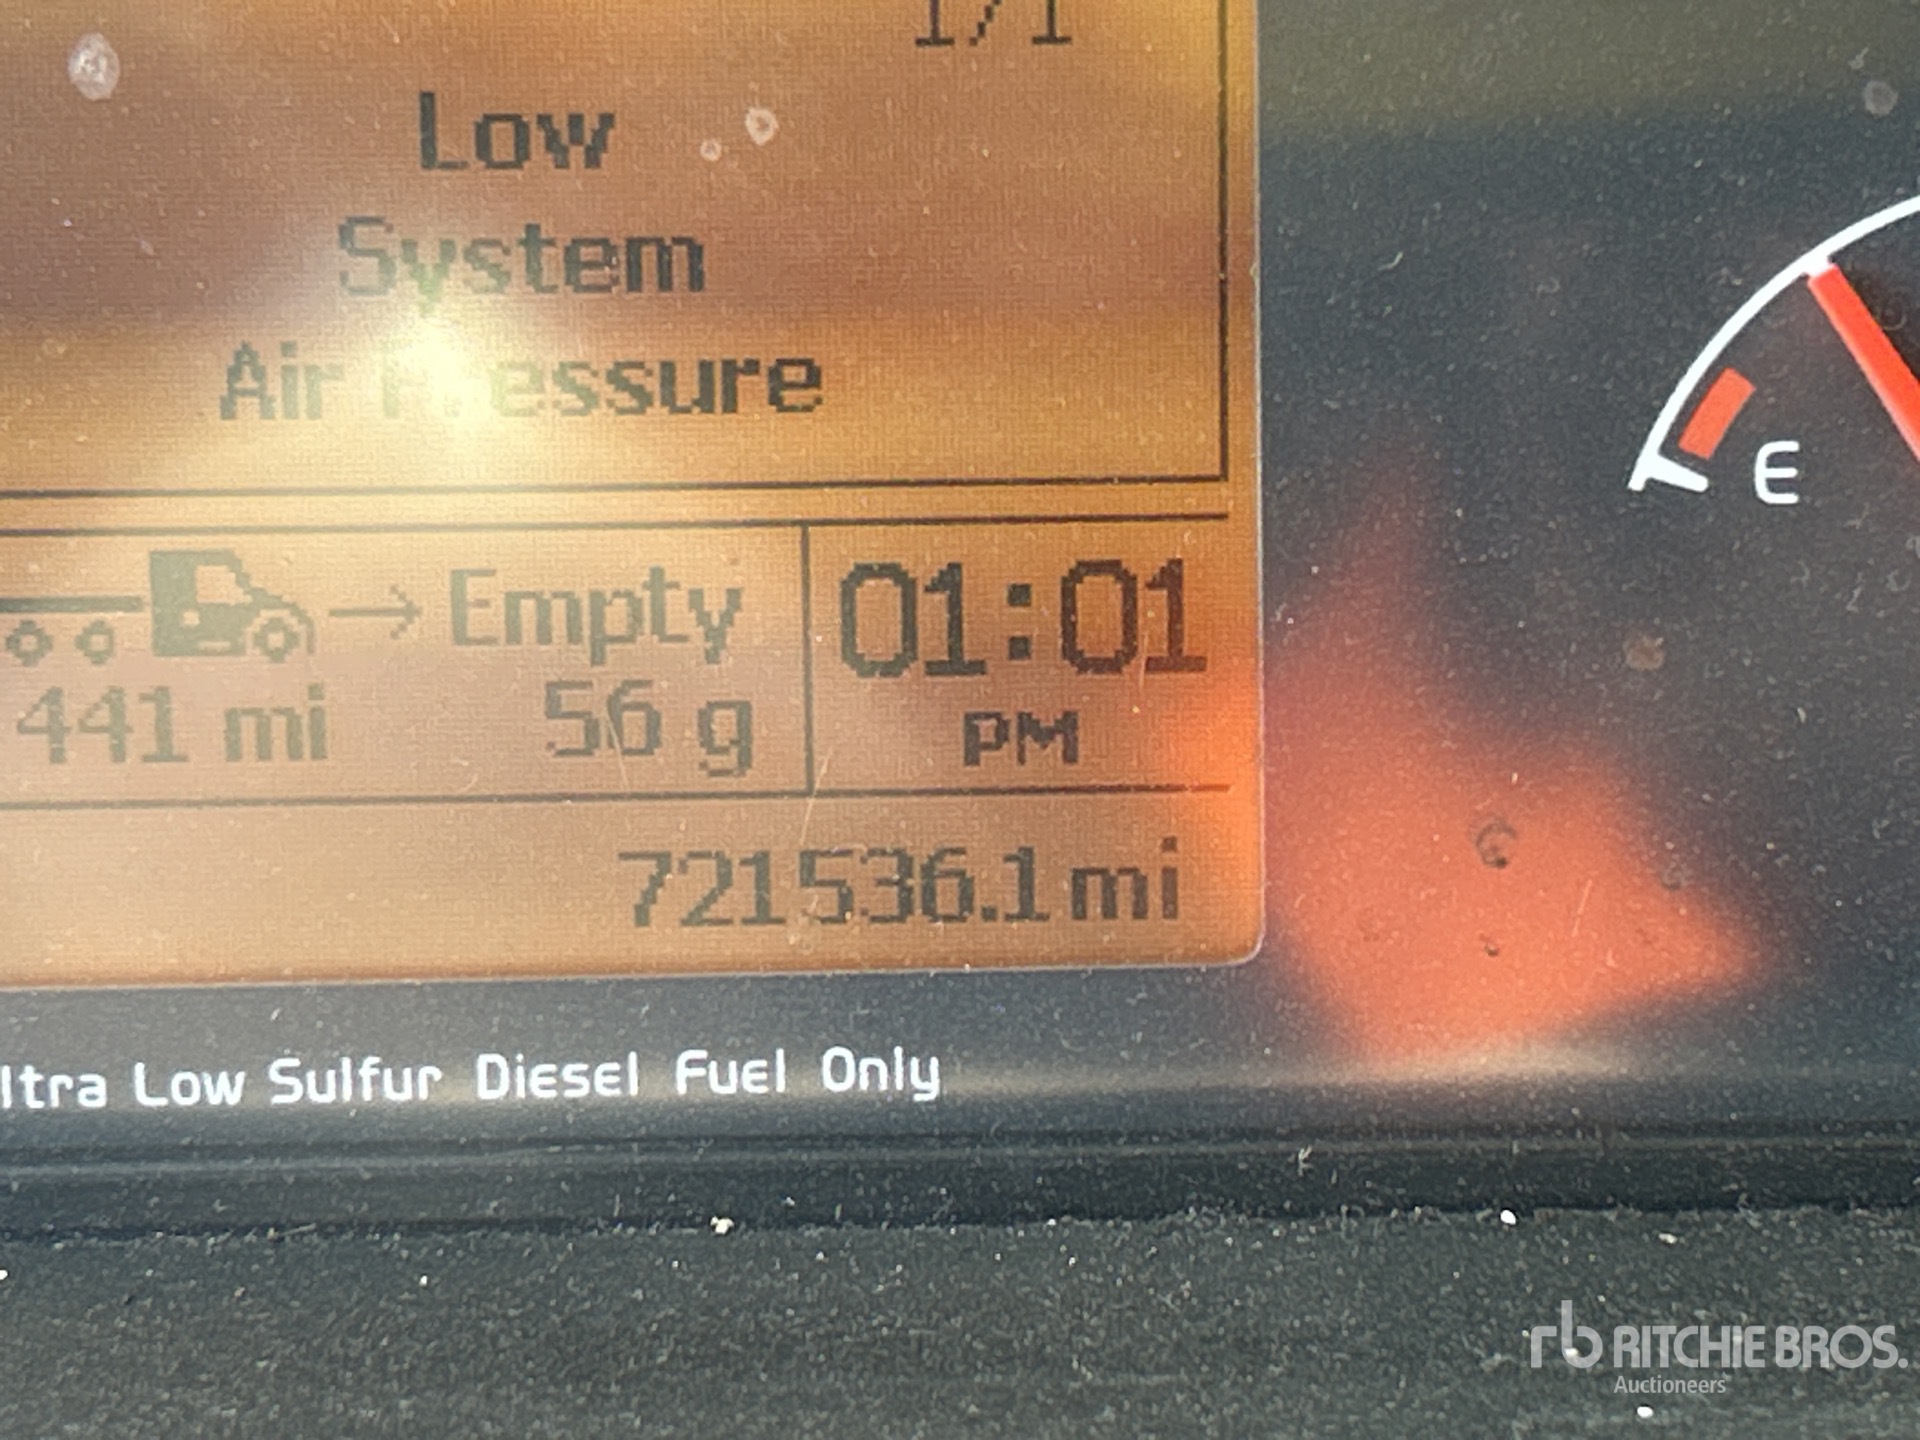 1/1
Low
System
Air Pressure
Empty
01:01
441 mi
56 g
PM
721536.1 mi
E
ltra Low Sulfur Diesel Fuel Only
rb RITCHIE BROS.
Auctioneers